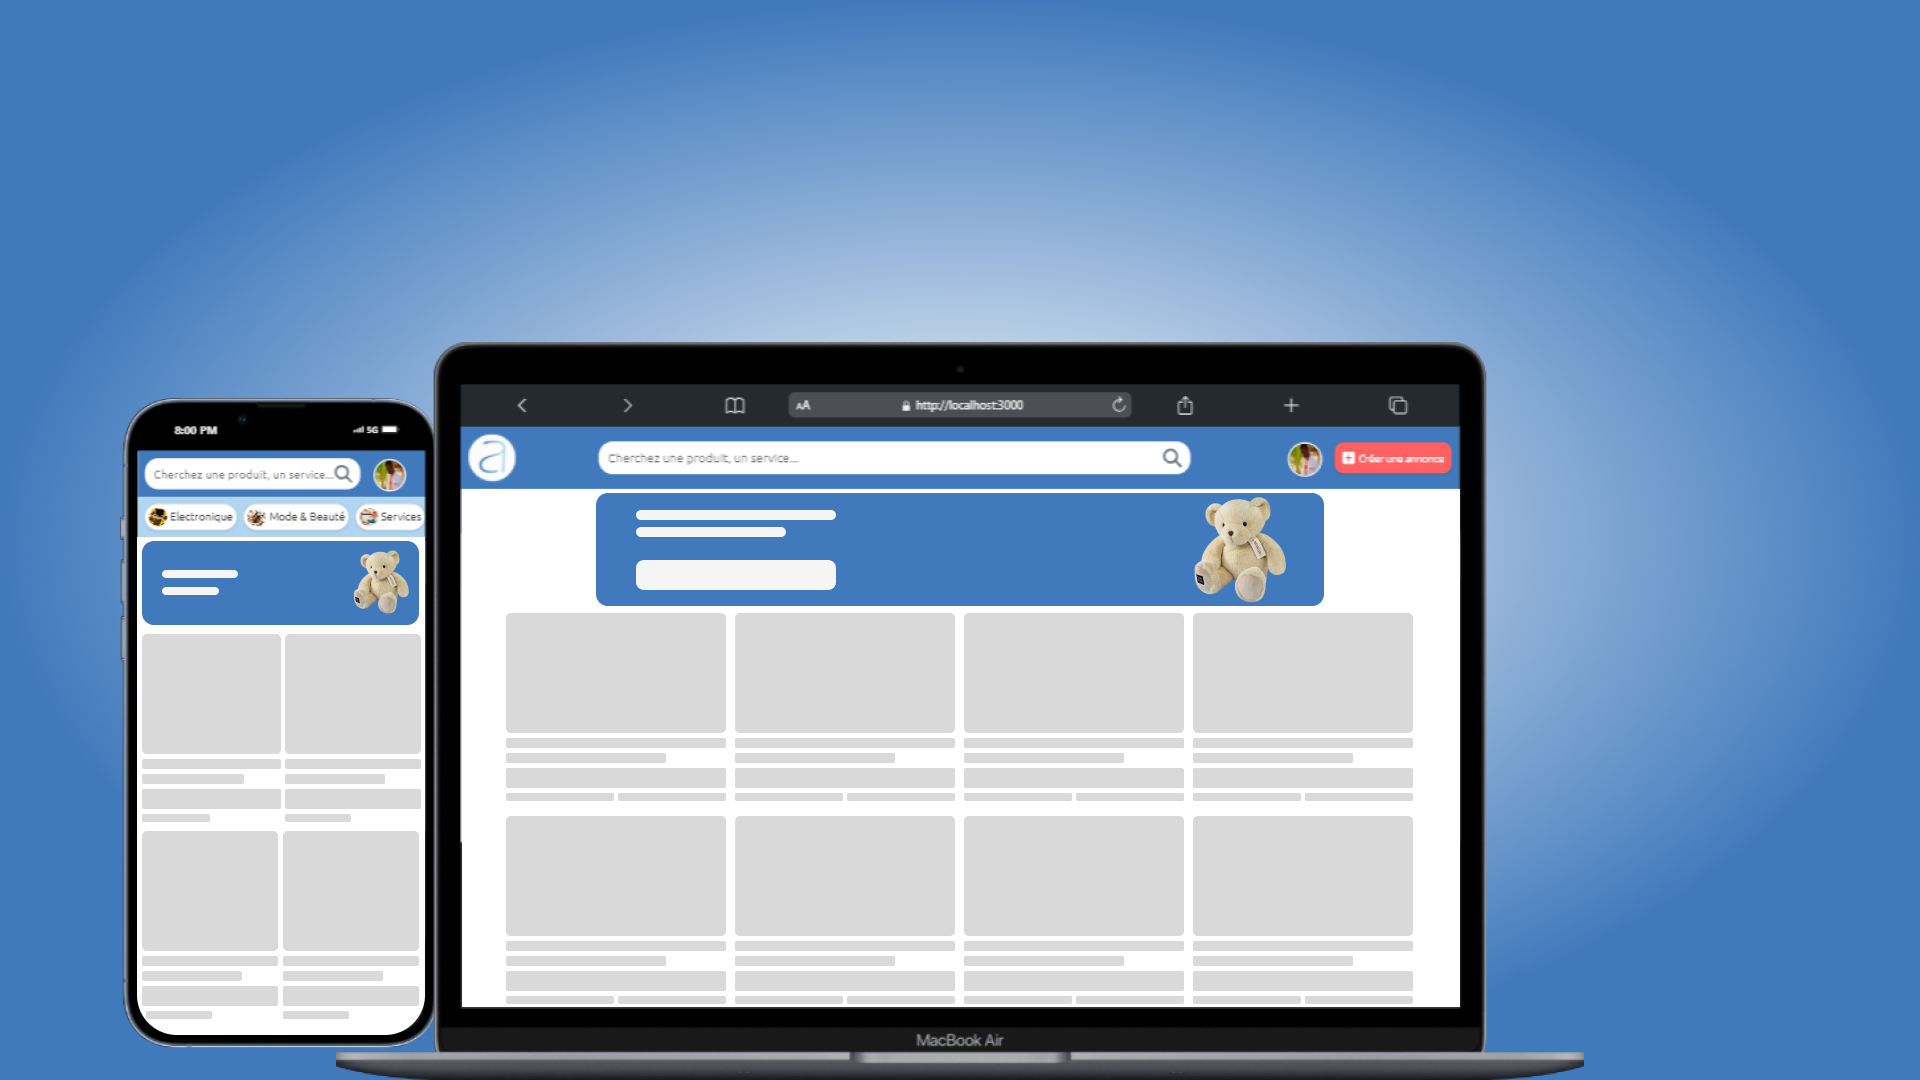 8:00 PM
5G
Cherchez une produit, un service...
Electronique
Mode & Beauté
Services
AA
http://localhost:3000
a
Cherchez une produit, un service...
Créer une annonce
MacBook Air